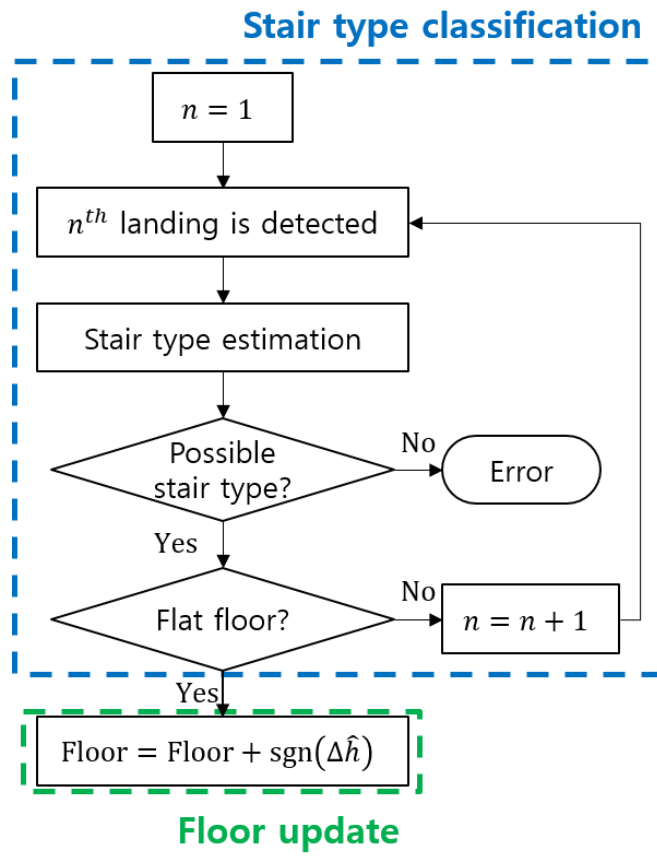 Stair type classification
n = 1
nᵗʰ landing is detected
Stair type estimation
Possible
stair type?
No
Error
Yes
Flat floor?
No
n = n + 1
Yes
Floor = Floor + sgn(Δĥ)
Floor update